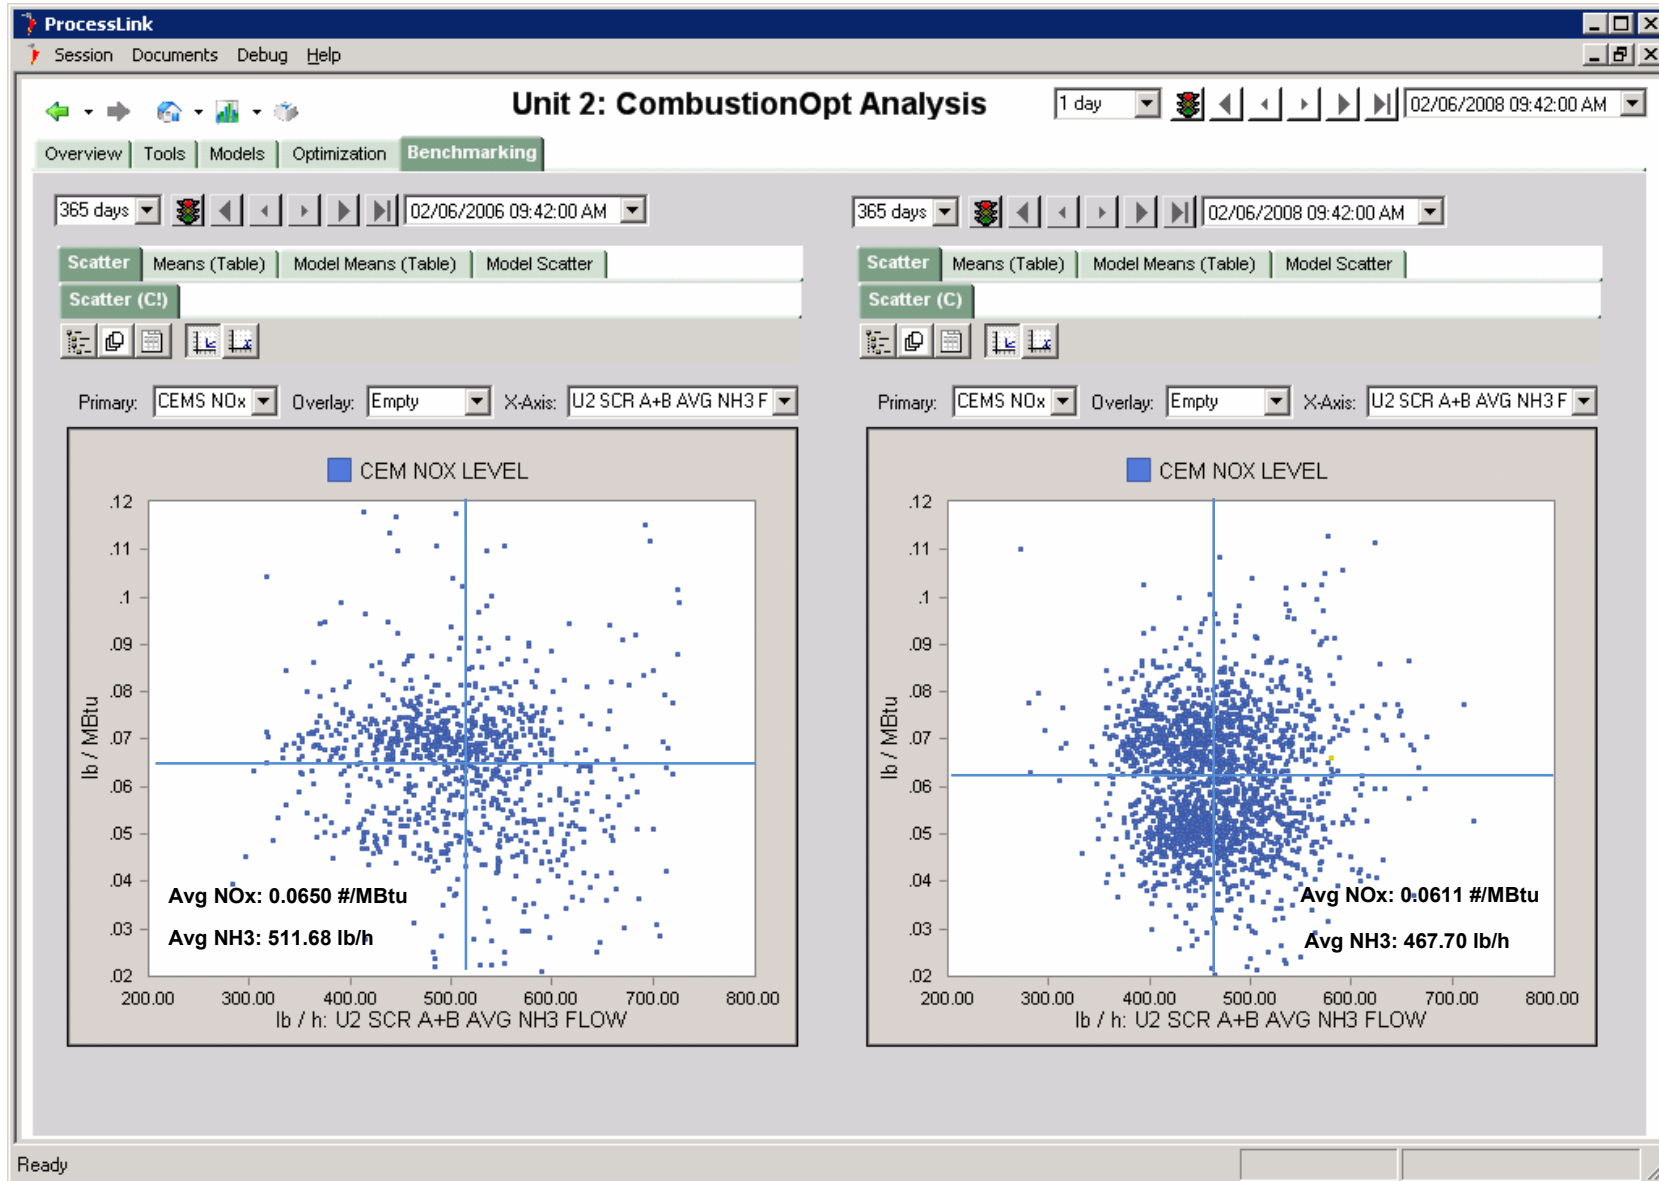 ProcessLink
Session Documents Debug Help
Unit 2: CombustionOpt Analysis
1 day
02/06/2008 09:42:00 AM
Overview Tools Models Optimization Benchmarking
365 days
02/06/2006 09:42:00 AM
Scatter Means (Table) Model Means (Table) Model Scatter
Scatter (C!)
Primary: CEMS NOx Overlay: Empty X-Axis: U2 SCR A+B AVG NH3 F
CEM NOX LEVEL
.12
.11
.1
.09
.08
.07
.06
.05
.04
.03
.02
lb / MBtu
Avg NOx: 0.0650 #/MBtu
Avg NH3: 511.68 lb/h
200.00 300.00 400.00 500.00 600.00 700.00 800.00
lb / h: U2 SCR A+B AVG NH3 FLOW
365 days
02/06/2008 09:42:00 AM
Scatter Means (Table) Model Means (Table) Model Scatter
Scatter (C)
Primary: CEMS NOx Overlay: Empty X-Axis: U2 SCR A+B AVG NH3 F
CEM NOX LEVEL
.12
.11
.1
.09
.08
.07
.06
.05
.04
.03
.02
lb / MBtu
Avg NOx: 0.0611 #/MBtu
Avg NH3: 467.70 lb/h
200.00 300.00 400.00 500.00 600.00 700.00 800.00
lb / h: U2 SCR A+B AVG NH3 FLOW
Ready